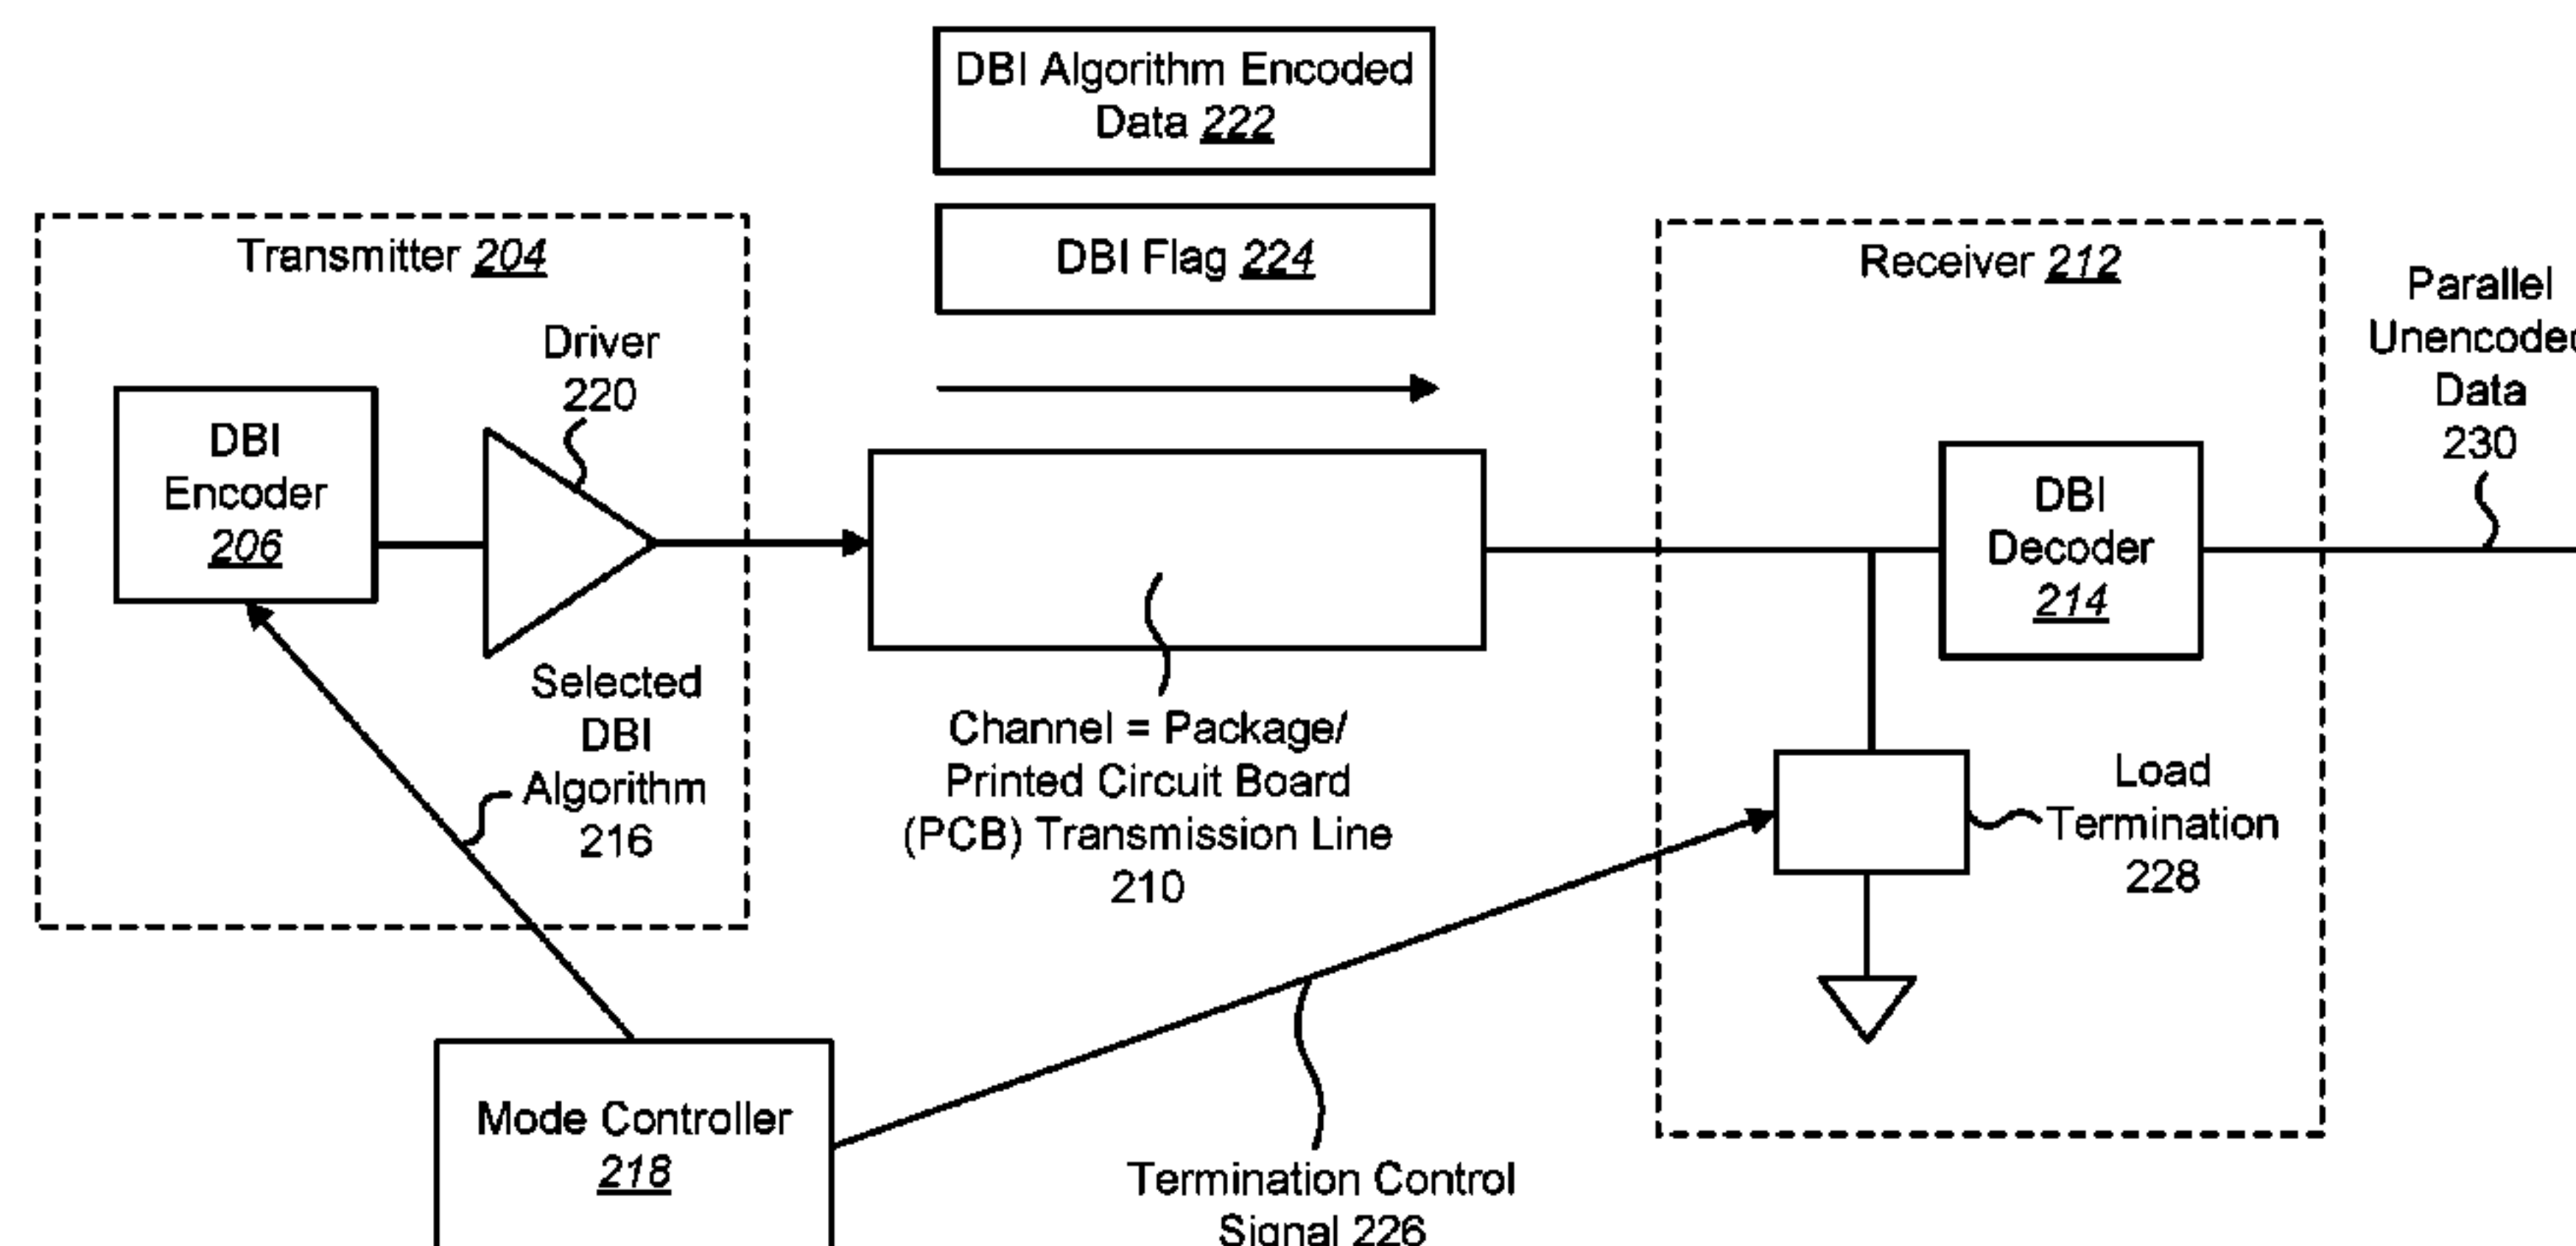 DBI Algorithm Encoded
Data 222
DBI Flag 224
Transmitter 204
Driver
220
DBI
Encoder
206
Selected
DBI
Algorithm
216
Channel = Package/
Printed Circuit Board
(PCB) Transmission Line
210
Receiver 212
DBI
Decoder
214
Load
Termination
228
Parallel
Unencoded
Data
230
Mode Controller
218
Termination Control
Signal 226